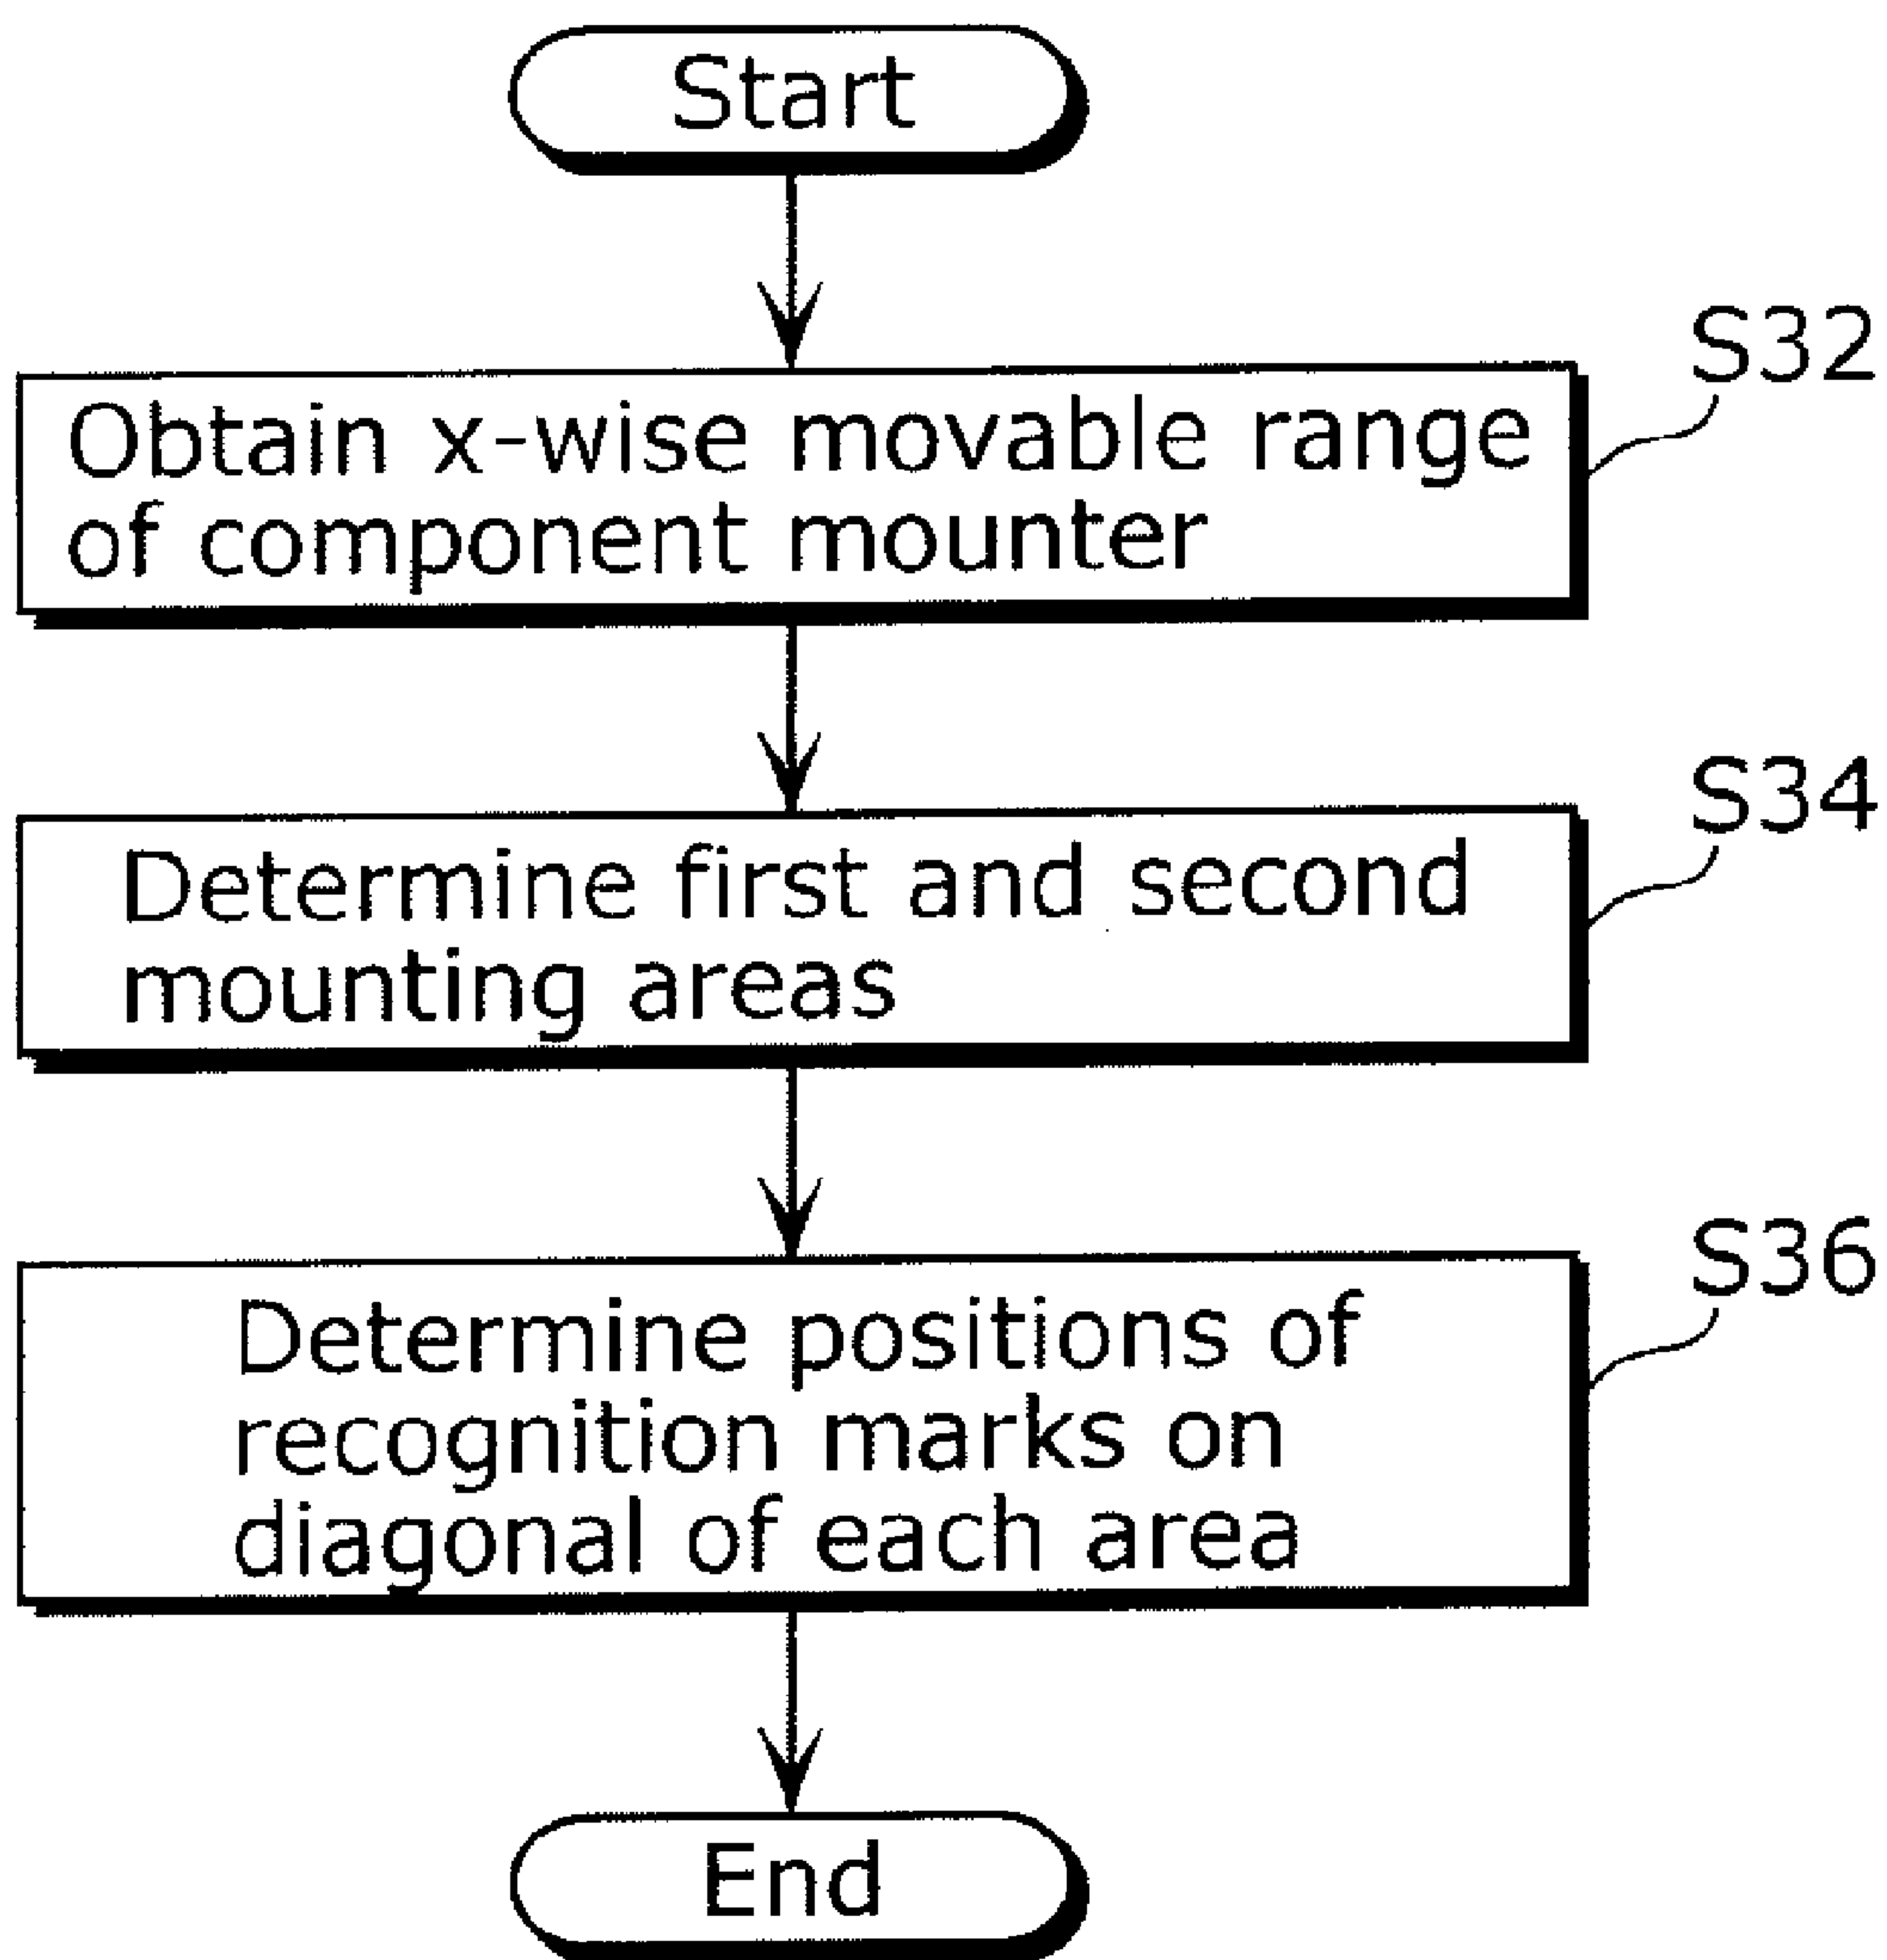 Start
S32
Obtain x-wise movable range
of component mounter
S34
Determine first and second
mounting areas
S36
Determine positions of
recognition marks on
diagonal of each area
End